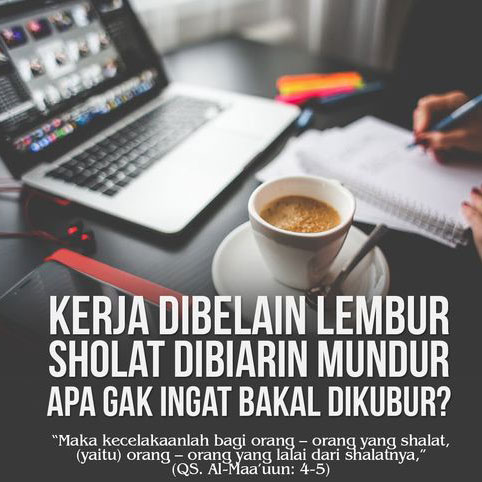 KERJA DIBELAIN LEMBUR
SHOLAT DIBIARIN MUNDUR
APA GAK INGAT BAKAL DIKUBUR?
“Maka kecelakaanlah bagi orang – orang yang shalat,
(yaitu) orang – orang yang lalai dari shalatnya,”
(QS. Al-Maa’uun: 4-5)